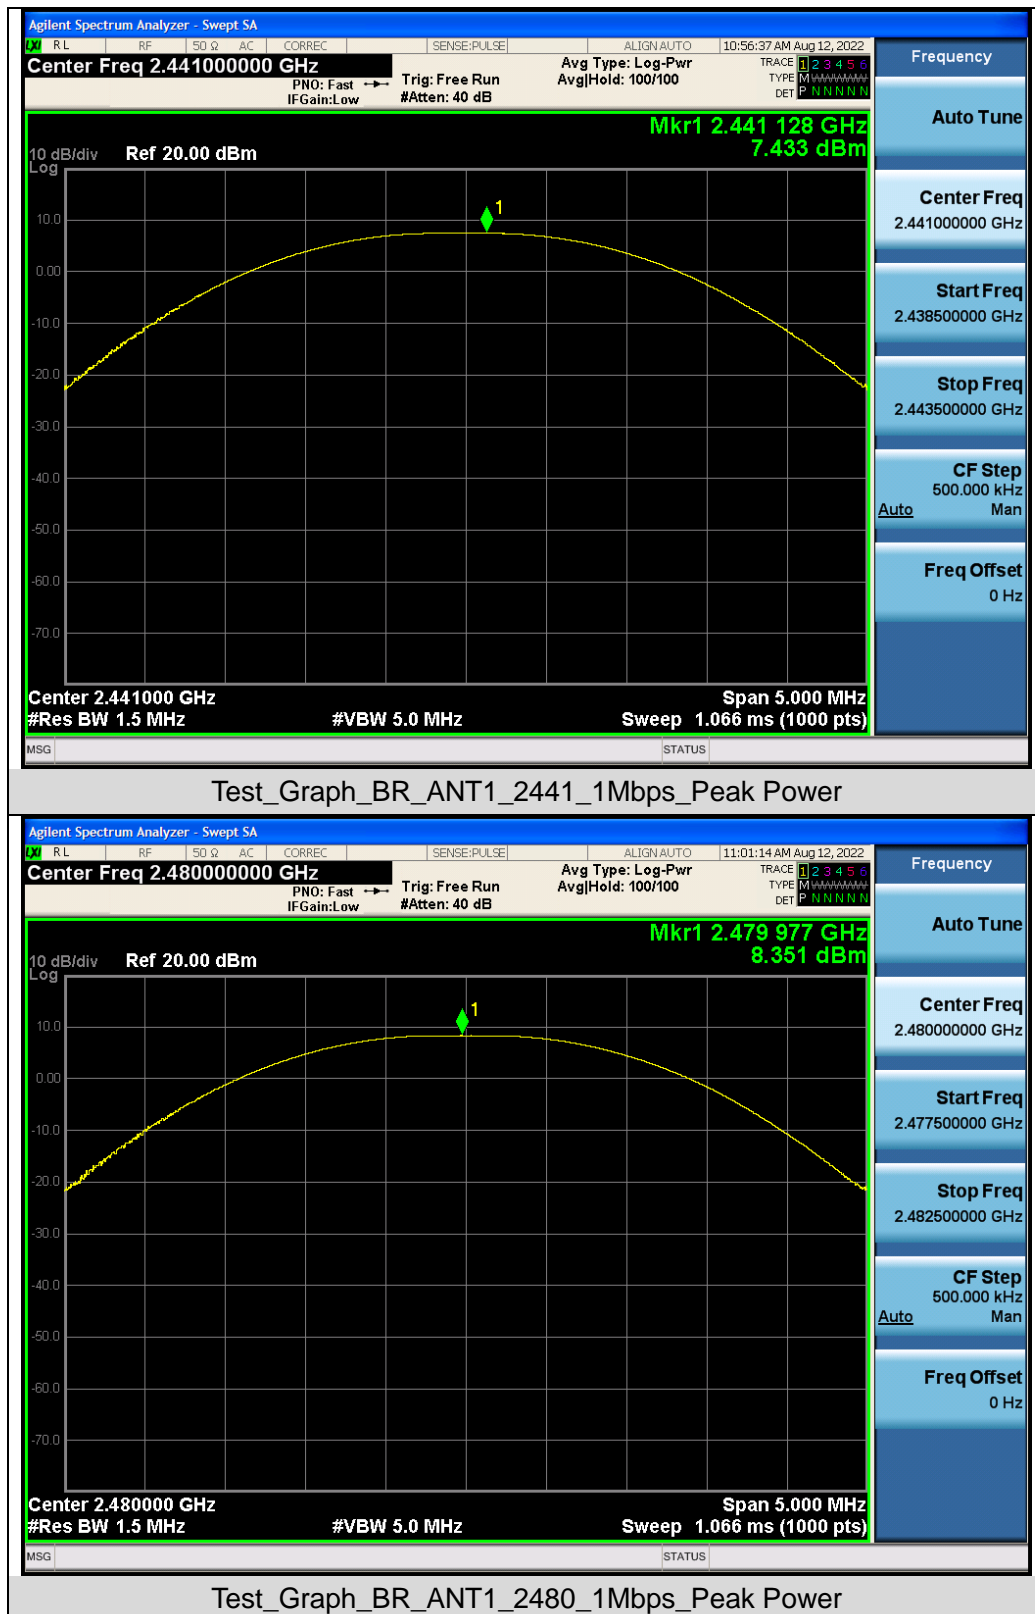 Agilent Spectrum Analyzer - Swept SA
LXI RL RF 50 Ω AC CORREC SENSE:PULSE ALIGN AUTO 10:56:37 AM Aug 12, 2022
Center Freq 2.441000000 GHz
PNO: Fast
IFGain:Low
Trig: Free Run
#Atten: 40 dB
Avg Type: Log-Pwr
Avg|Hold: 100/100
TRACE 1 2 3 4 5 6
TYPE M
DET P N N N N N
Mkr1 2.441 128 GHz
7.433 dBm
10 dB/div Ref 20.00 dBm
Log
10.0
0.00
-10.0
-20.0
-30.0
-40.0
-50.0
-60.0
-70.0
1
Center 2.441000 GHz Span 5.000 MHz
#Res BW 1.5 MHz #VBW 5.0 MHz Sweep 1.066 ms (1000 pts)
MSG STATUS
Frequency
Auto Tune
Center Freq
2.441000000 GHz
Start Freq
2.438500000 GHz
Stop Freq
2.443500000 GHz
CF Step
500.000 kHz
Auto Man
Freq Offset
0 Hz
Test_Graph_BR_ANT1_2441_1Mbps_Peak Power
Agilent Spectrum Analyzer - Swept SA
LXI RL RF 50 Ω AC CORREC SENSE:PULSE ALIGN AUTO 11:01:14 AM Aug 12, 2022
Center Freq 2.480000000 GHz
PNO: Fast
IFGain:Low
Trig: Free Run
#Atten: 40 dB
Avg Type: Log-Pwr
Avg|Hold: 100/100
TRACE 1 2 3 4 5 6
TYPE M
DET P N N N N N
Mkr1 2.479 977 GHz
8.351 dBm
10 dB/div Ref 20.00 dBm
Log
10.0
0.00
-10.0
-20.0
-30.0
-40.0
-50.0
-60.0
-70.0
1
Center 2.480000 GHz Span 5.000 MHz
#Res BW 1.5 MHz #VBW 5.0 MHz Sweep 1.066 ms (1000 pts)
MSG STATUS
Frequency
Auto Tune
Center Freq
2.480000000 GHz
Start Freq
2.477500000 GHz
Stop Freq
2.482500000 GHz
CF Step
500.000 kHz
Auto Man
Freq Offset
0 Hz
Test_Graph_BR_ANT1_2480_1Mbps_Peak Power